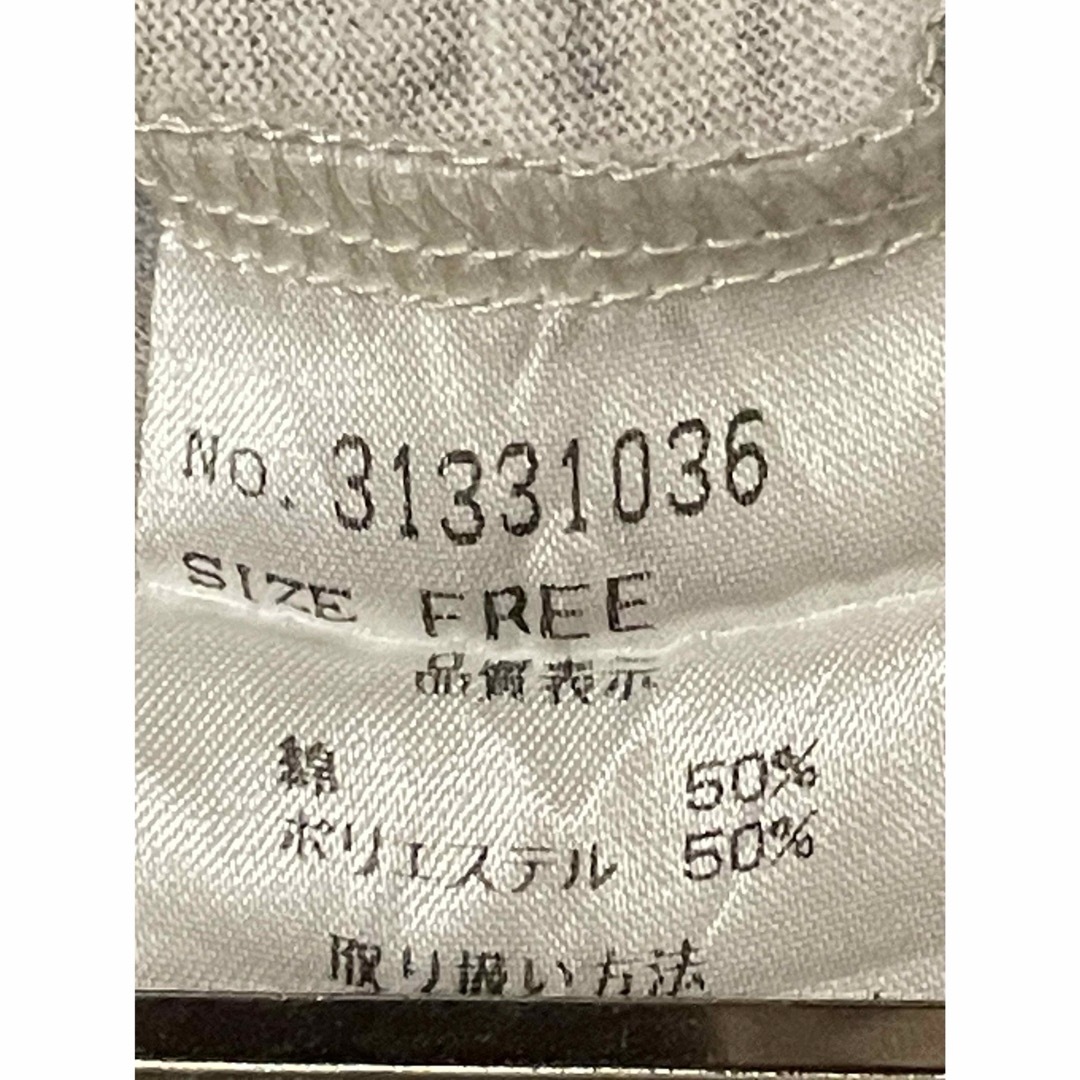 No. 31331036
SIZE FREE
品質表示
綿 50%
ポリエステル 50%
取り扱い方法